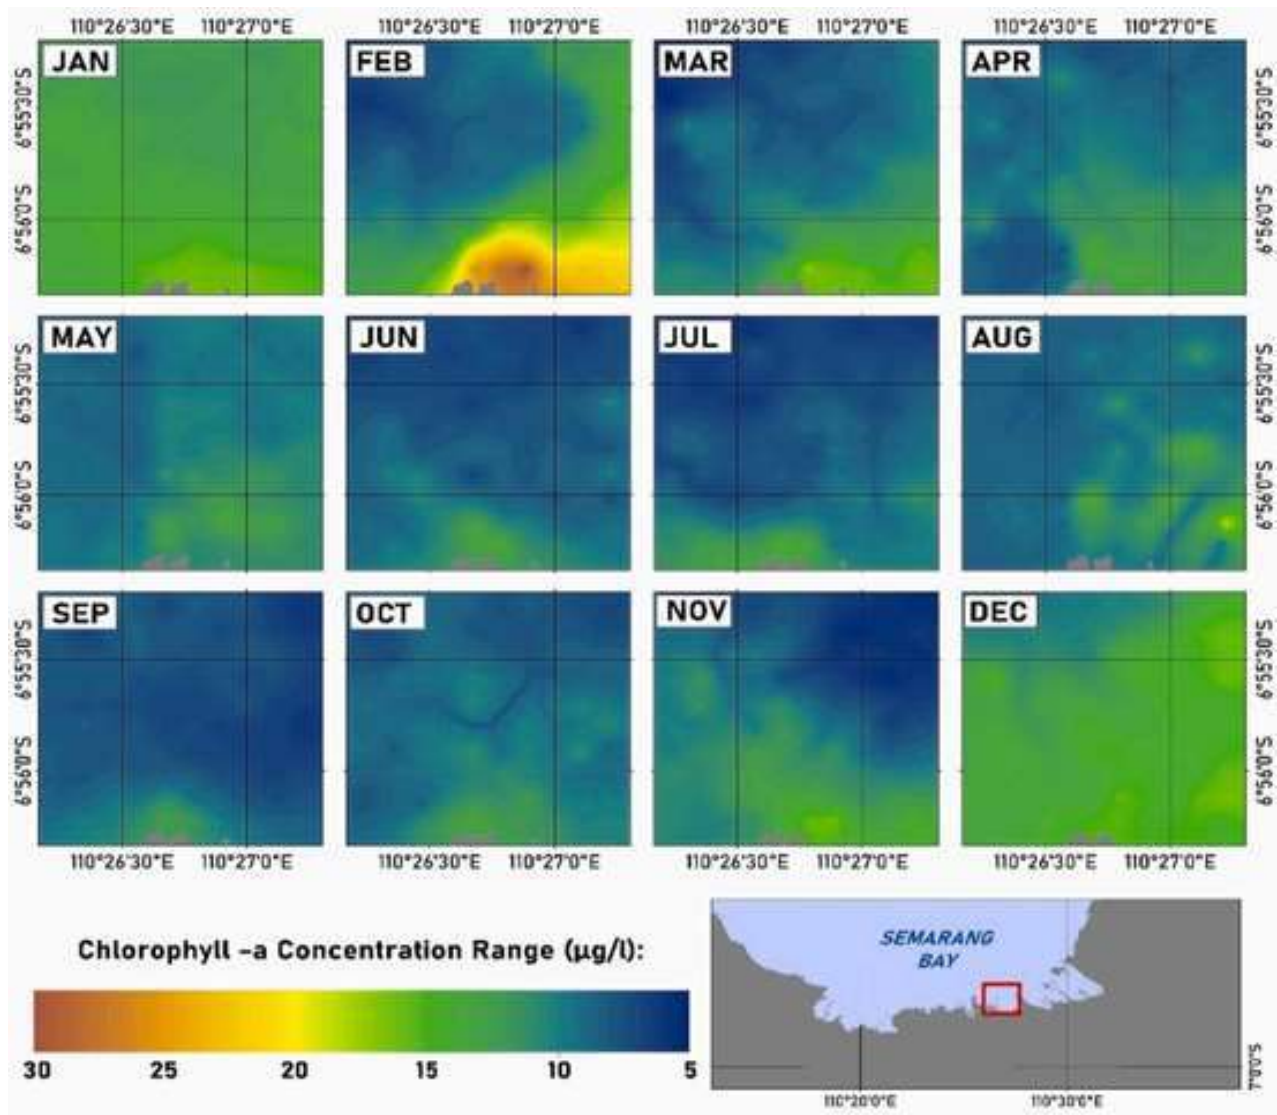 110°26'30"E 110°27'0"E 110°26'30"E 110°27'0"E 110°26'30"E 110°27'0"E 110°26'30"E 110°27'0"E
JAN FEB MAR APR
6°55'30"S 6°55'30"S
6°56'0"S 6°56'0"S
MAY JUN JUL AUG
6°55'30"S 6°55'30"S
6°56'0"S 6°56'0"S
SEP OCT NOV DEC
6°55'30"S 6°55'30"S
6°56'0"S 6°56'0"S
110°26'30"E 110°27'0"E 110°26'30"E 110°27'0"E 110°26'30"E 110°27'0"E 110°26'30"E 110°27'0"E
Chlorophyll -a Concentration Range (µg/l):
30 25 20 15 10 5
SEMARANG
BAY
7°0'0"S
110°20'0"E 110°30'0"E